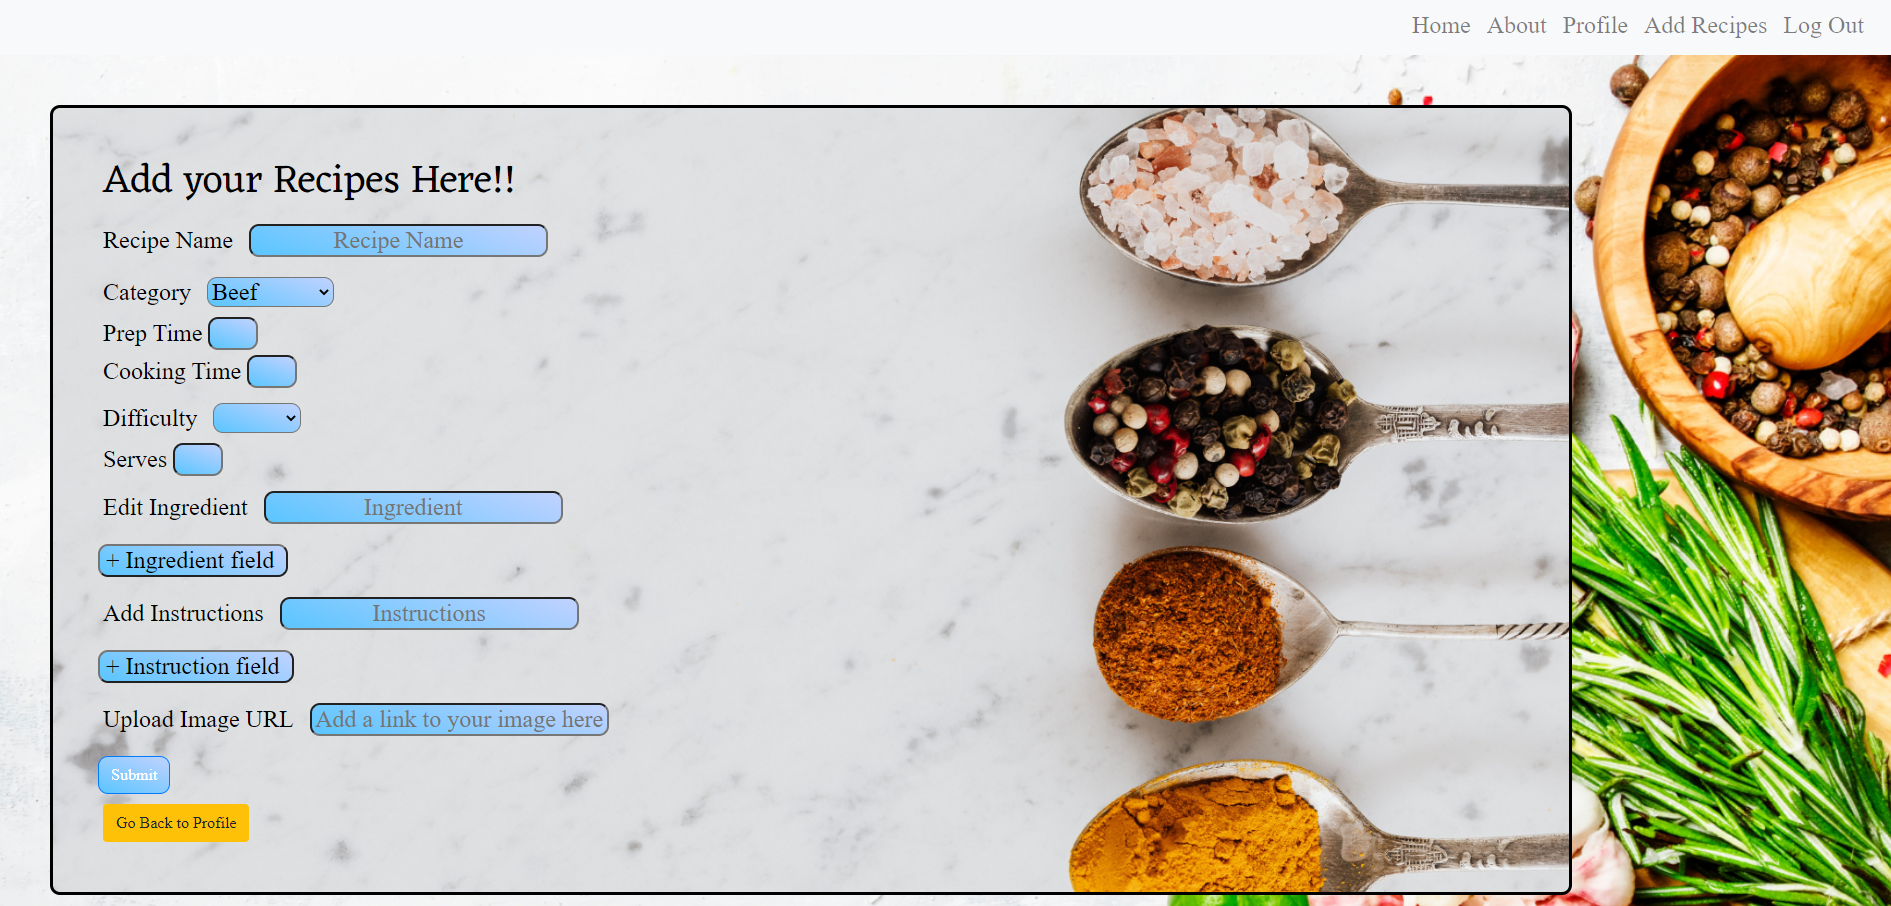 Home About Profile Add Recipes Log Out
Add your Recipes Here!!
Recipe Name Recipe Name
Category Beef
Prep Time
Cooking Time
Difficulty
Serves
Edit Ingredient Ingredient
+ Ingredient field
Add Instructions Instructions
+ Instruction field
Upload Image URL Add a link to your image here
Submit
Go Back to Profile